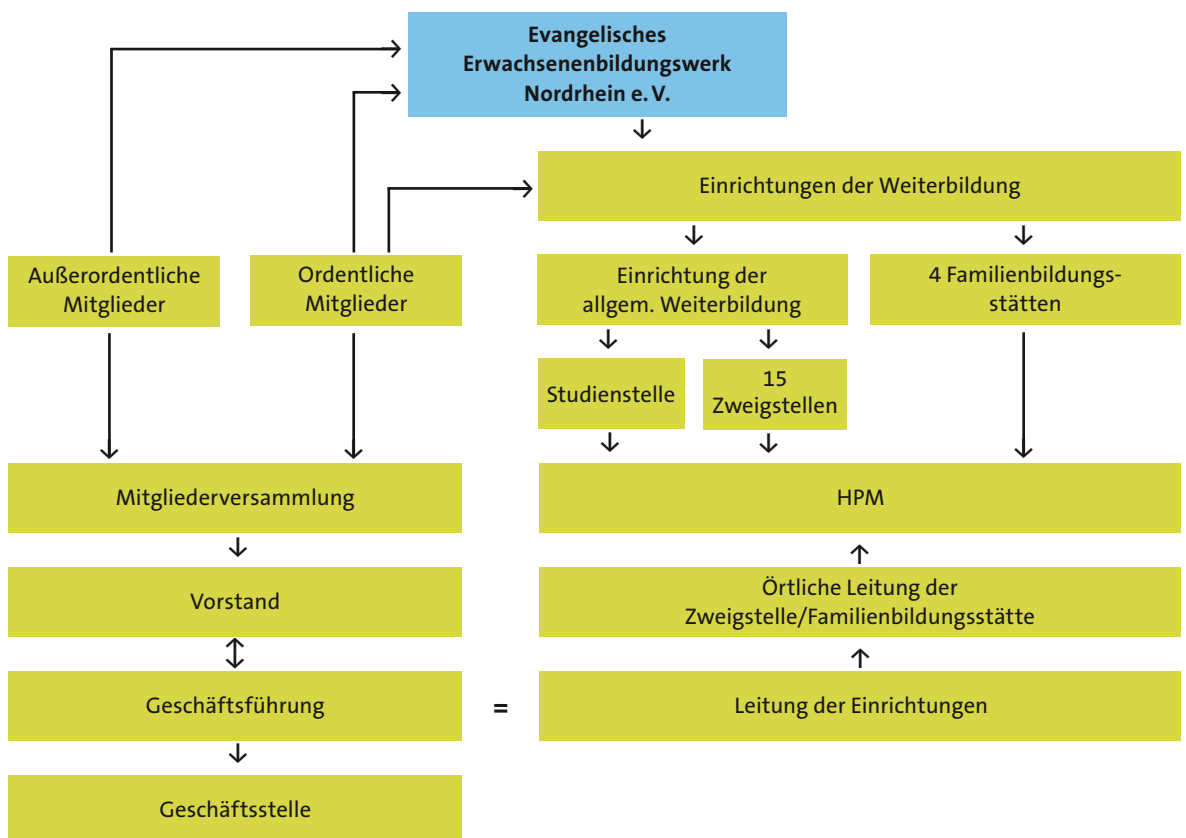 Evangelisches
Erwachsenenbildungswerk
Nordrhein e. V.
Einrichtungen der Weiterbildung
Außerordentliche
Mitglieder
Ordentliche
Mitglieder
Einrichtung der
allgem. Weiterbildung
4 Familienbildungs-
stätten
Studienstelle
15
Zweigstellen
Mitgliederversammlung
HPM
Vorstand
Örtliche Leitung der
Zweigstelle/Familienbildungsstätte
Geschäftsführung
=
Leitung der Einrichtungen
Geschäftsstelle